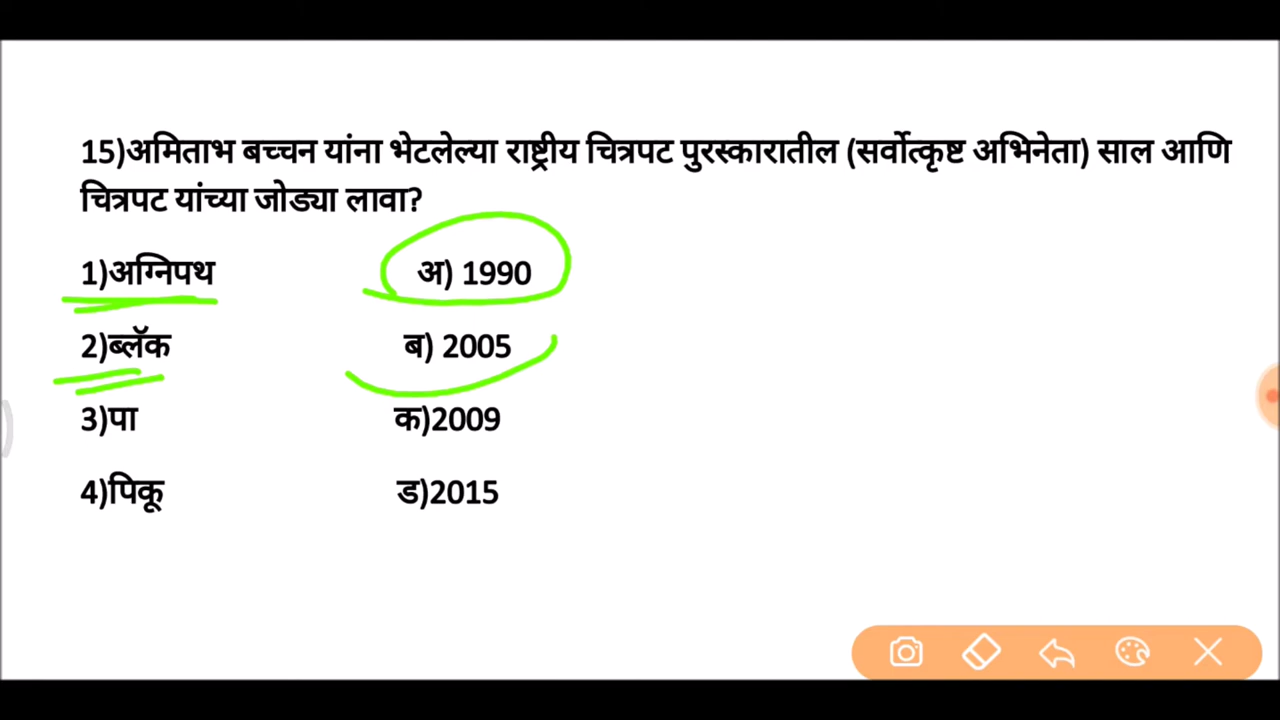 15)अमिताभ बच्चन यांना भेटलेल्या राष्ट्रीय चित्रपट पुरस्कारातील (सर्वोत्कृष्ट अभिनेता) साल आणि
चित्रपट यांच्या जोड्या लावा?
1)अग्निपथ अ) 1990
2)ब्लॅक ब) 2005
3)पा क)2009
4)पिकू ड)2015